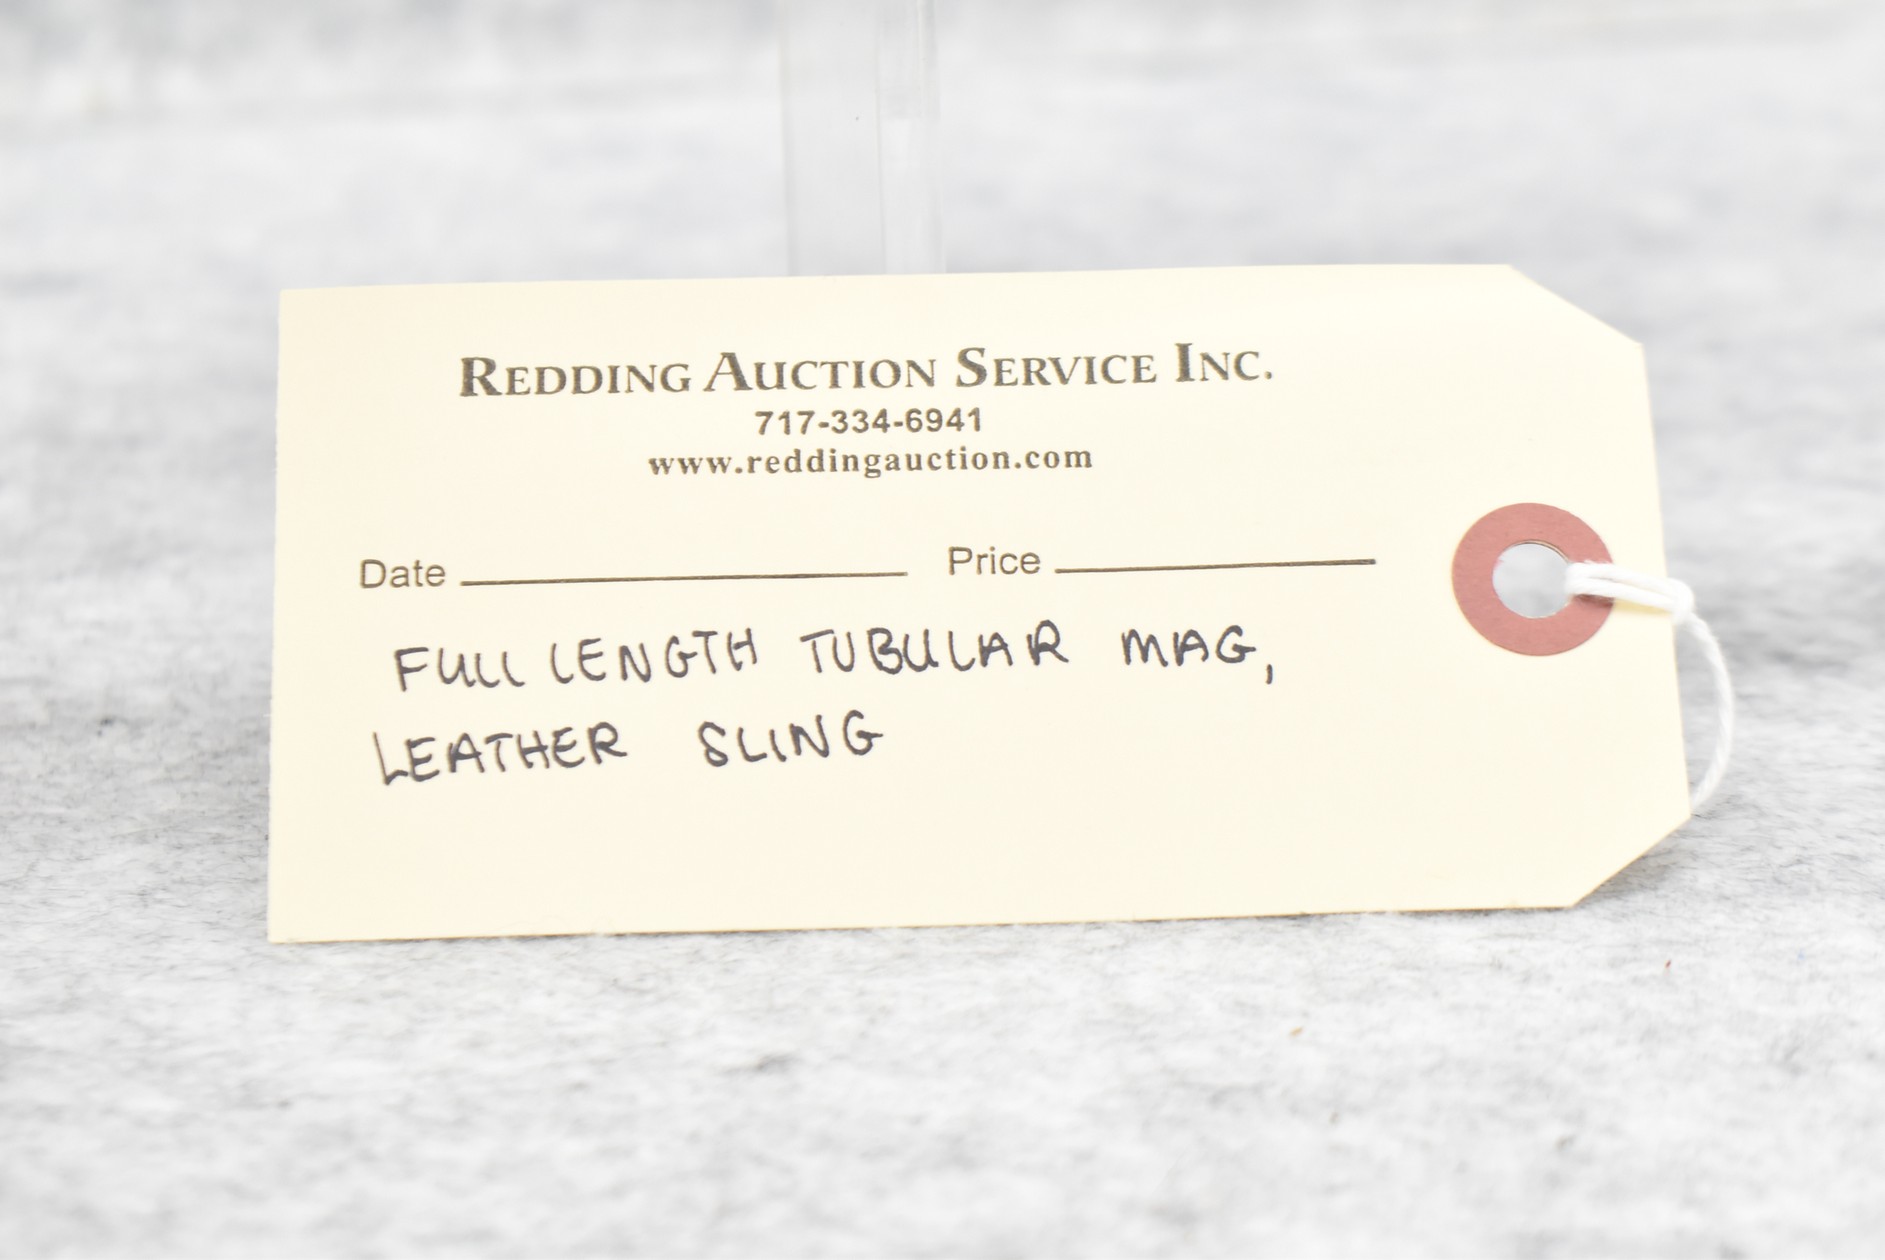 REDDING AUCTION SERVICE INC.
717-334-6941
www.reddingauction.com
Date Price
FULL LENGTH TUBULAR MAG,
LEATHER SLING